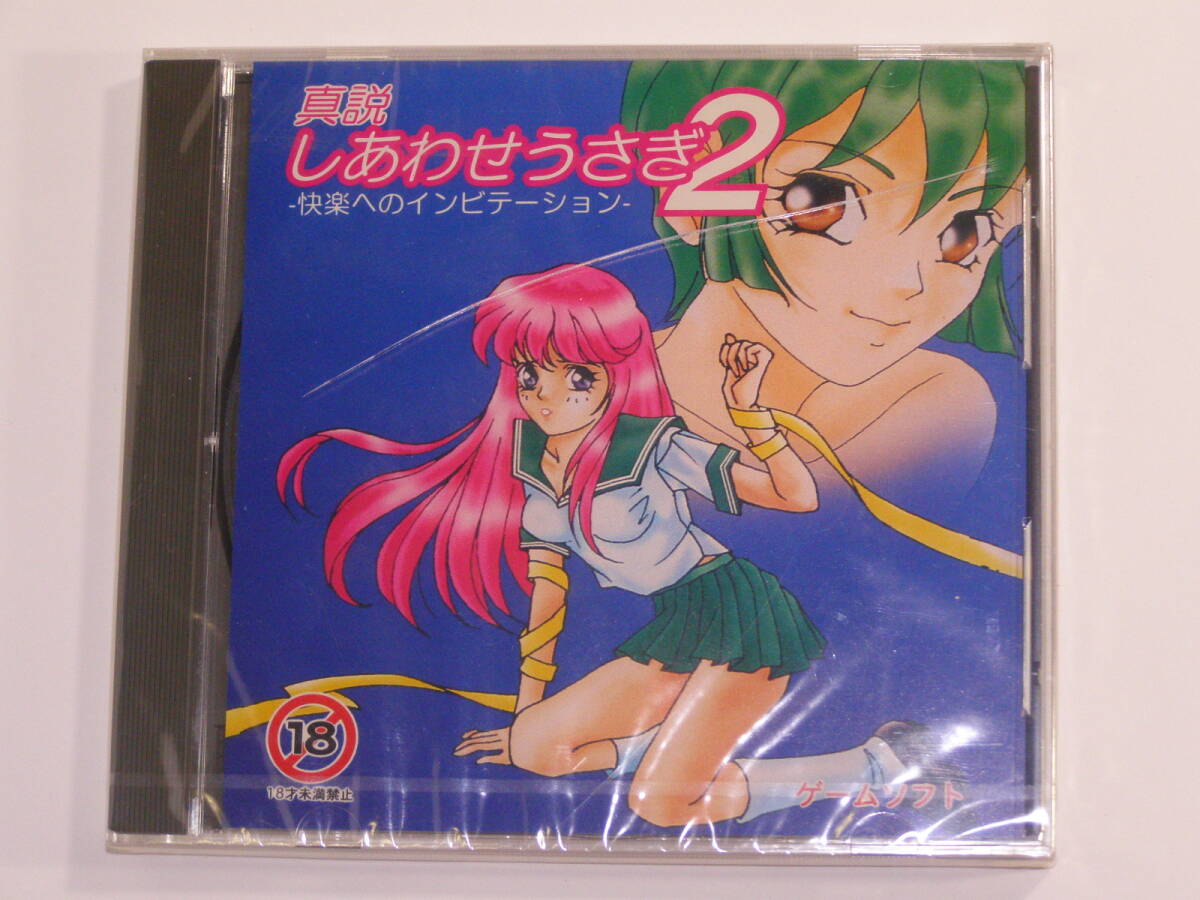 真説
しあわせうさぎ2
-快楽へのインビテーション-
18
18才未満禁止
ゲームソフト